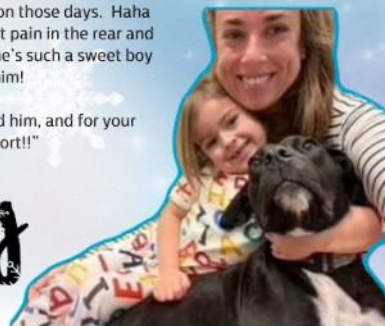 on those days. Haha
t pain in the rear and
e's such a sweet boy
im!
d him, and for your
ort!!"